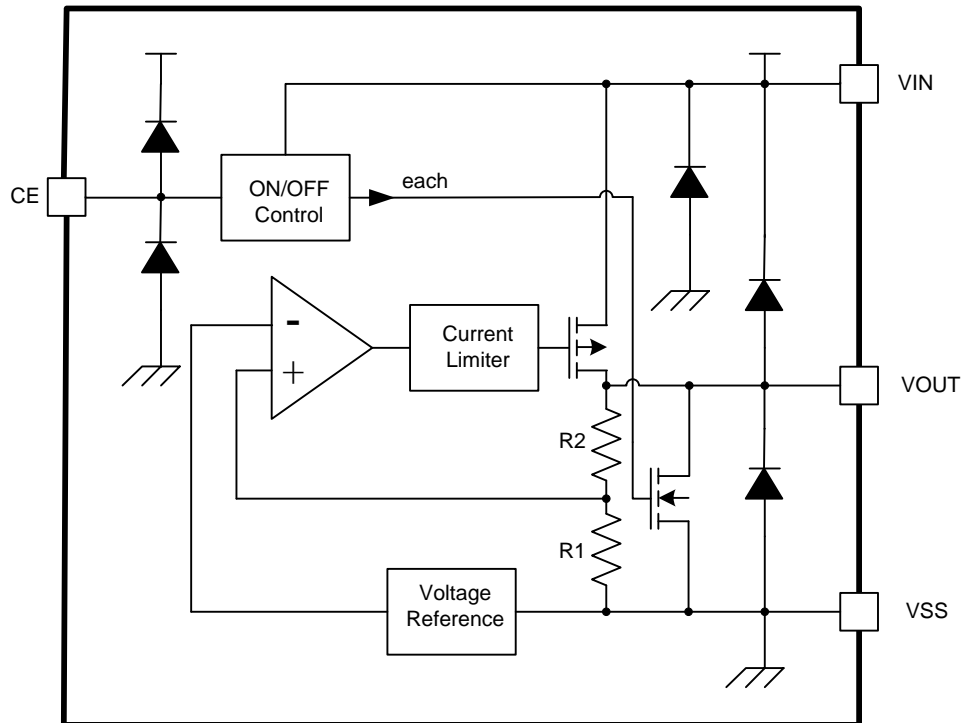 VIN
CE
ON/OFF
Control
each
-
+
Current
Limiter
VOUT
R2
R1
Voltage
Reference
VSS